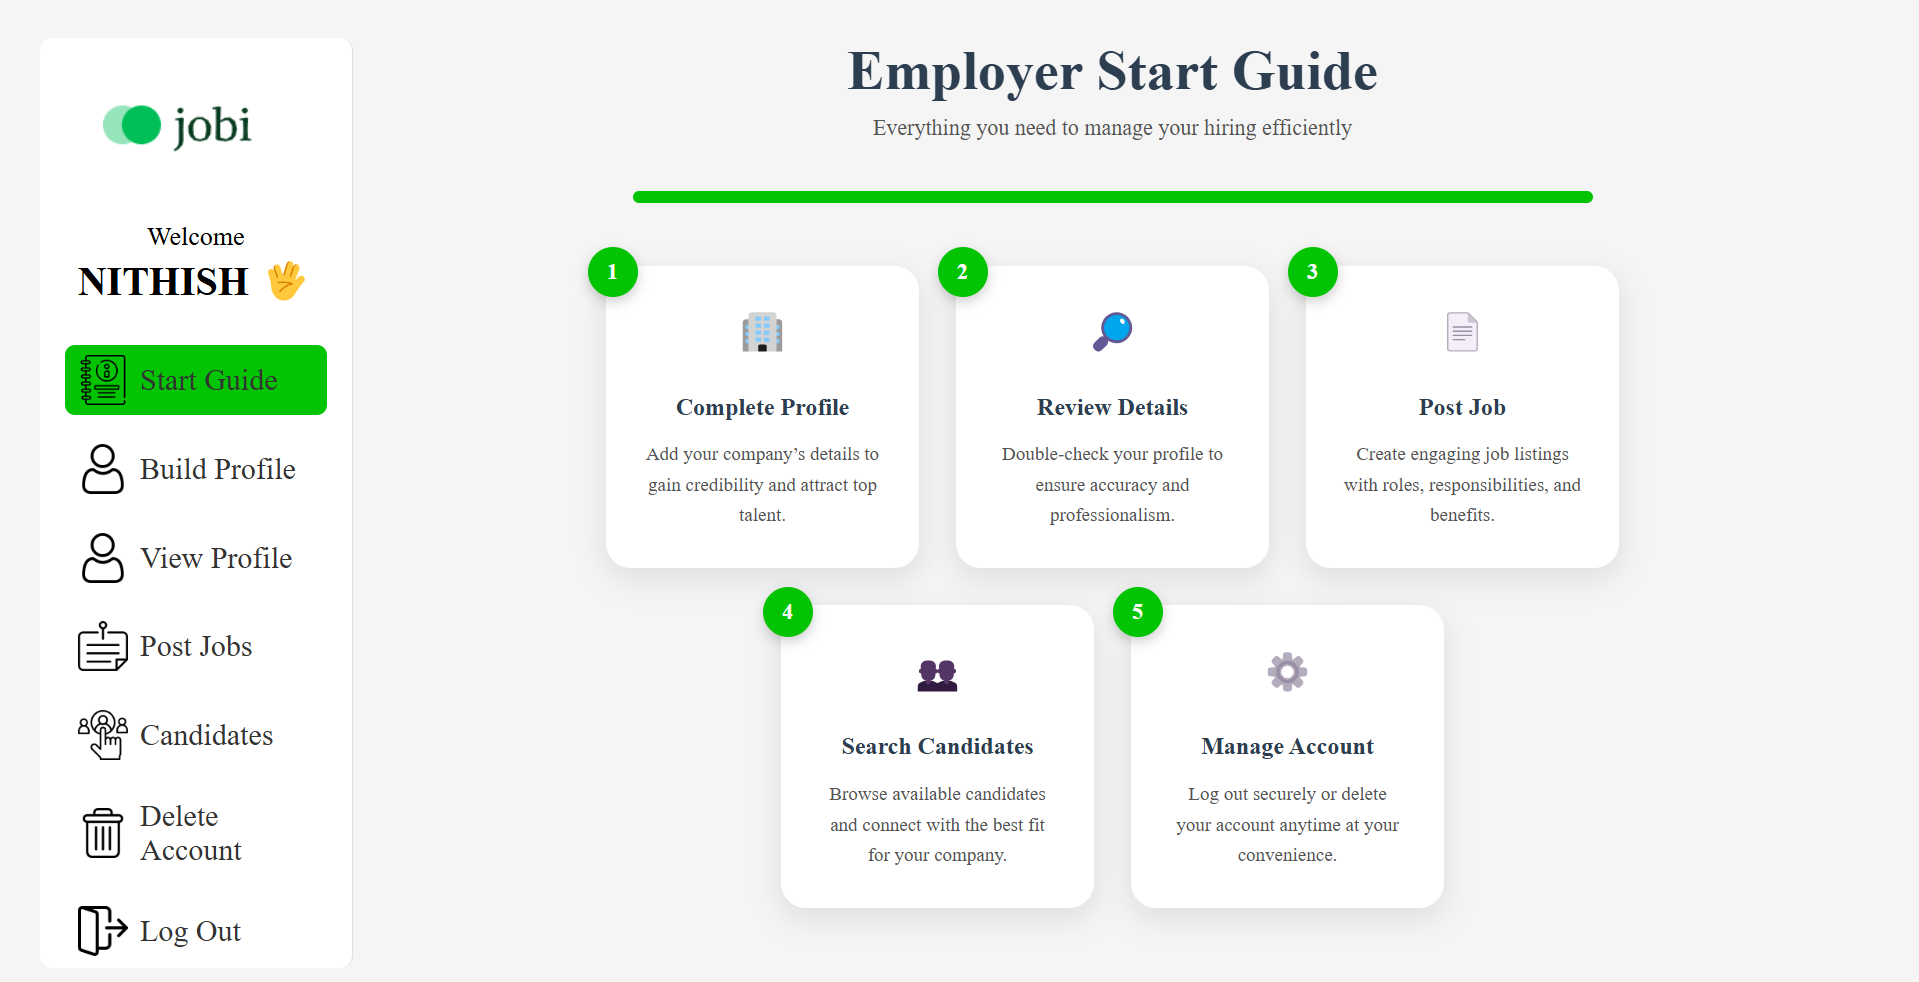 jobi
Welcome
NITHISH 🖖
Start Guide
Build Profile
View Profile
Post Jobs
Candidates
Delete
Account
Log Out
Employer Start Guide
Everything you need to manage your hiring efficiently
1
Complete Profile
Add your company’s details to
gain credibility and attract top
talent.
2
Review Details
Double-check your profile to
ensure accuracy and
professionalism.
3
Post Job
Create engaging job listings
with roles, responsibilities, and
benefits.
4
Search Candidates
Browse available candidates
and connect with the best fit
for your company.
5
Manage Account
Log out securely or delete
your account anytime at your
convenience.